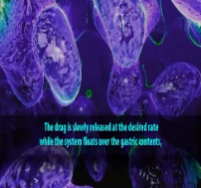 The drug is slowly released at the desired rate
while the system floats over the gastric contents.